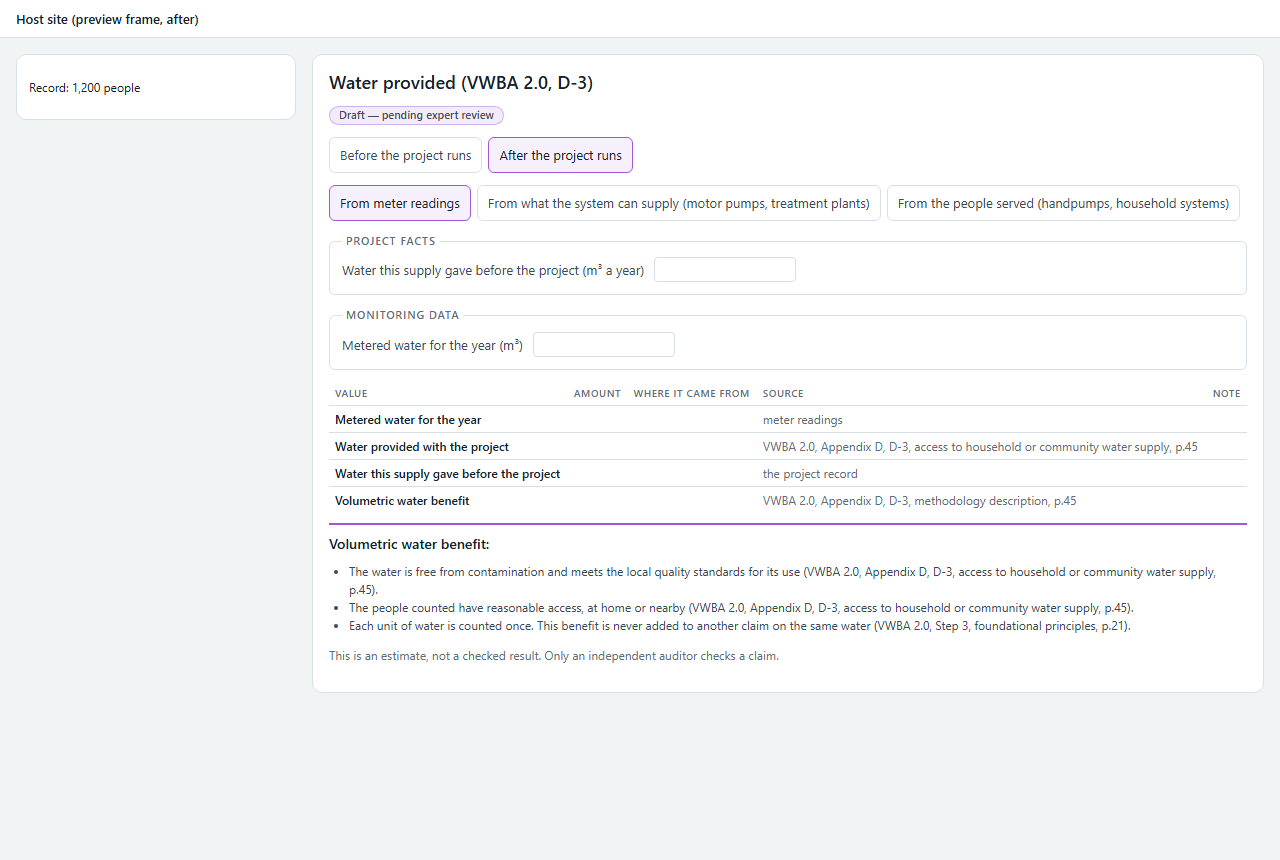 Host site (preview frame, after)
Record: 1,200 people
Water provided (VWBA 2.0, D-3)
Draft — pending expert review
Before the project runs
After the project runs
From meter readings
From what the system can supply (motor pumps, treatment plants)
From the people served (handpumps, household systems)
PROJECT FACTS
Water this supply gave before the project (m³ a year)
MONITORING DATA
Metered water for the year (m³)
VALUE AMOUNT WHERE IT CAME FROM SOURCE NOTE
Metered water for the year meter readings
Water provided with the project VWBA 2.0, Appendix D, D-3, access to household or community water supply, p.45
Water this supply gave before the project the project record
Volumetric water benefit VWBA 2.0, Appendix D, D-3, methodology description, p.45
Volumetric water benefit:
• The water is free from contamination and meets the local quality standards for its use (VWBA 2.0, Appendix D, D-3, access to household or community water supply,
p.45).
• The people counted have reasonable access, at home or nearby (VWBA 2.0, Appendix D, D-3, access to household or community water supply, p.45).
• Each unit of water is counted once. This benefit is never added to another claim on the same water (VWBA 2.0, Step 3, foundational principles, p.21).
This is an estimate, not a checked result. Only an independent auditor checks a claim.